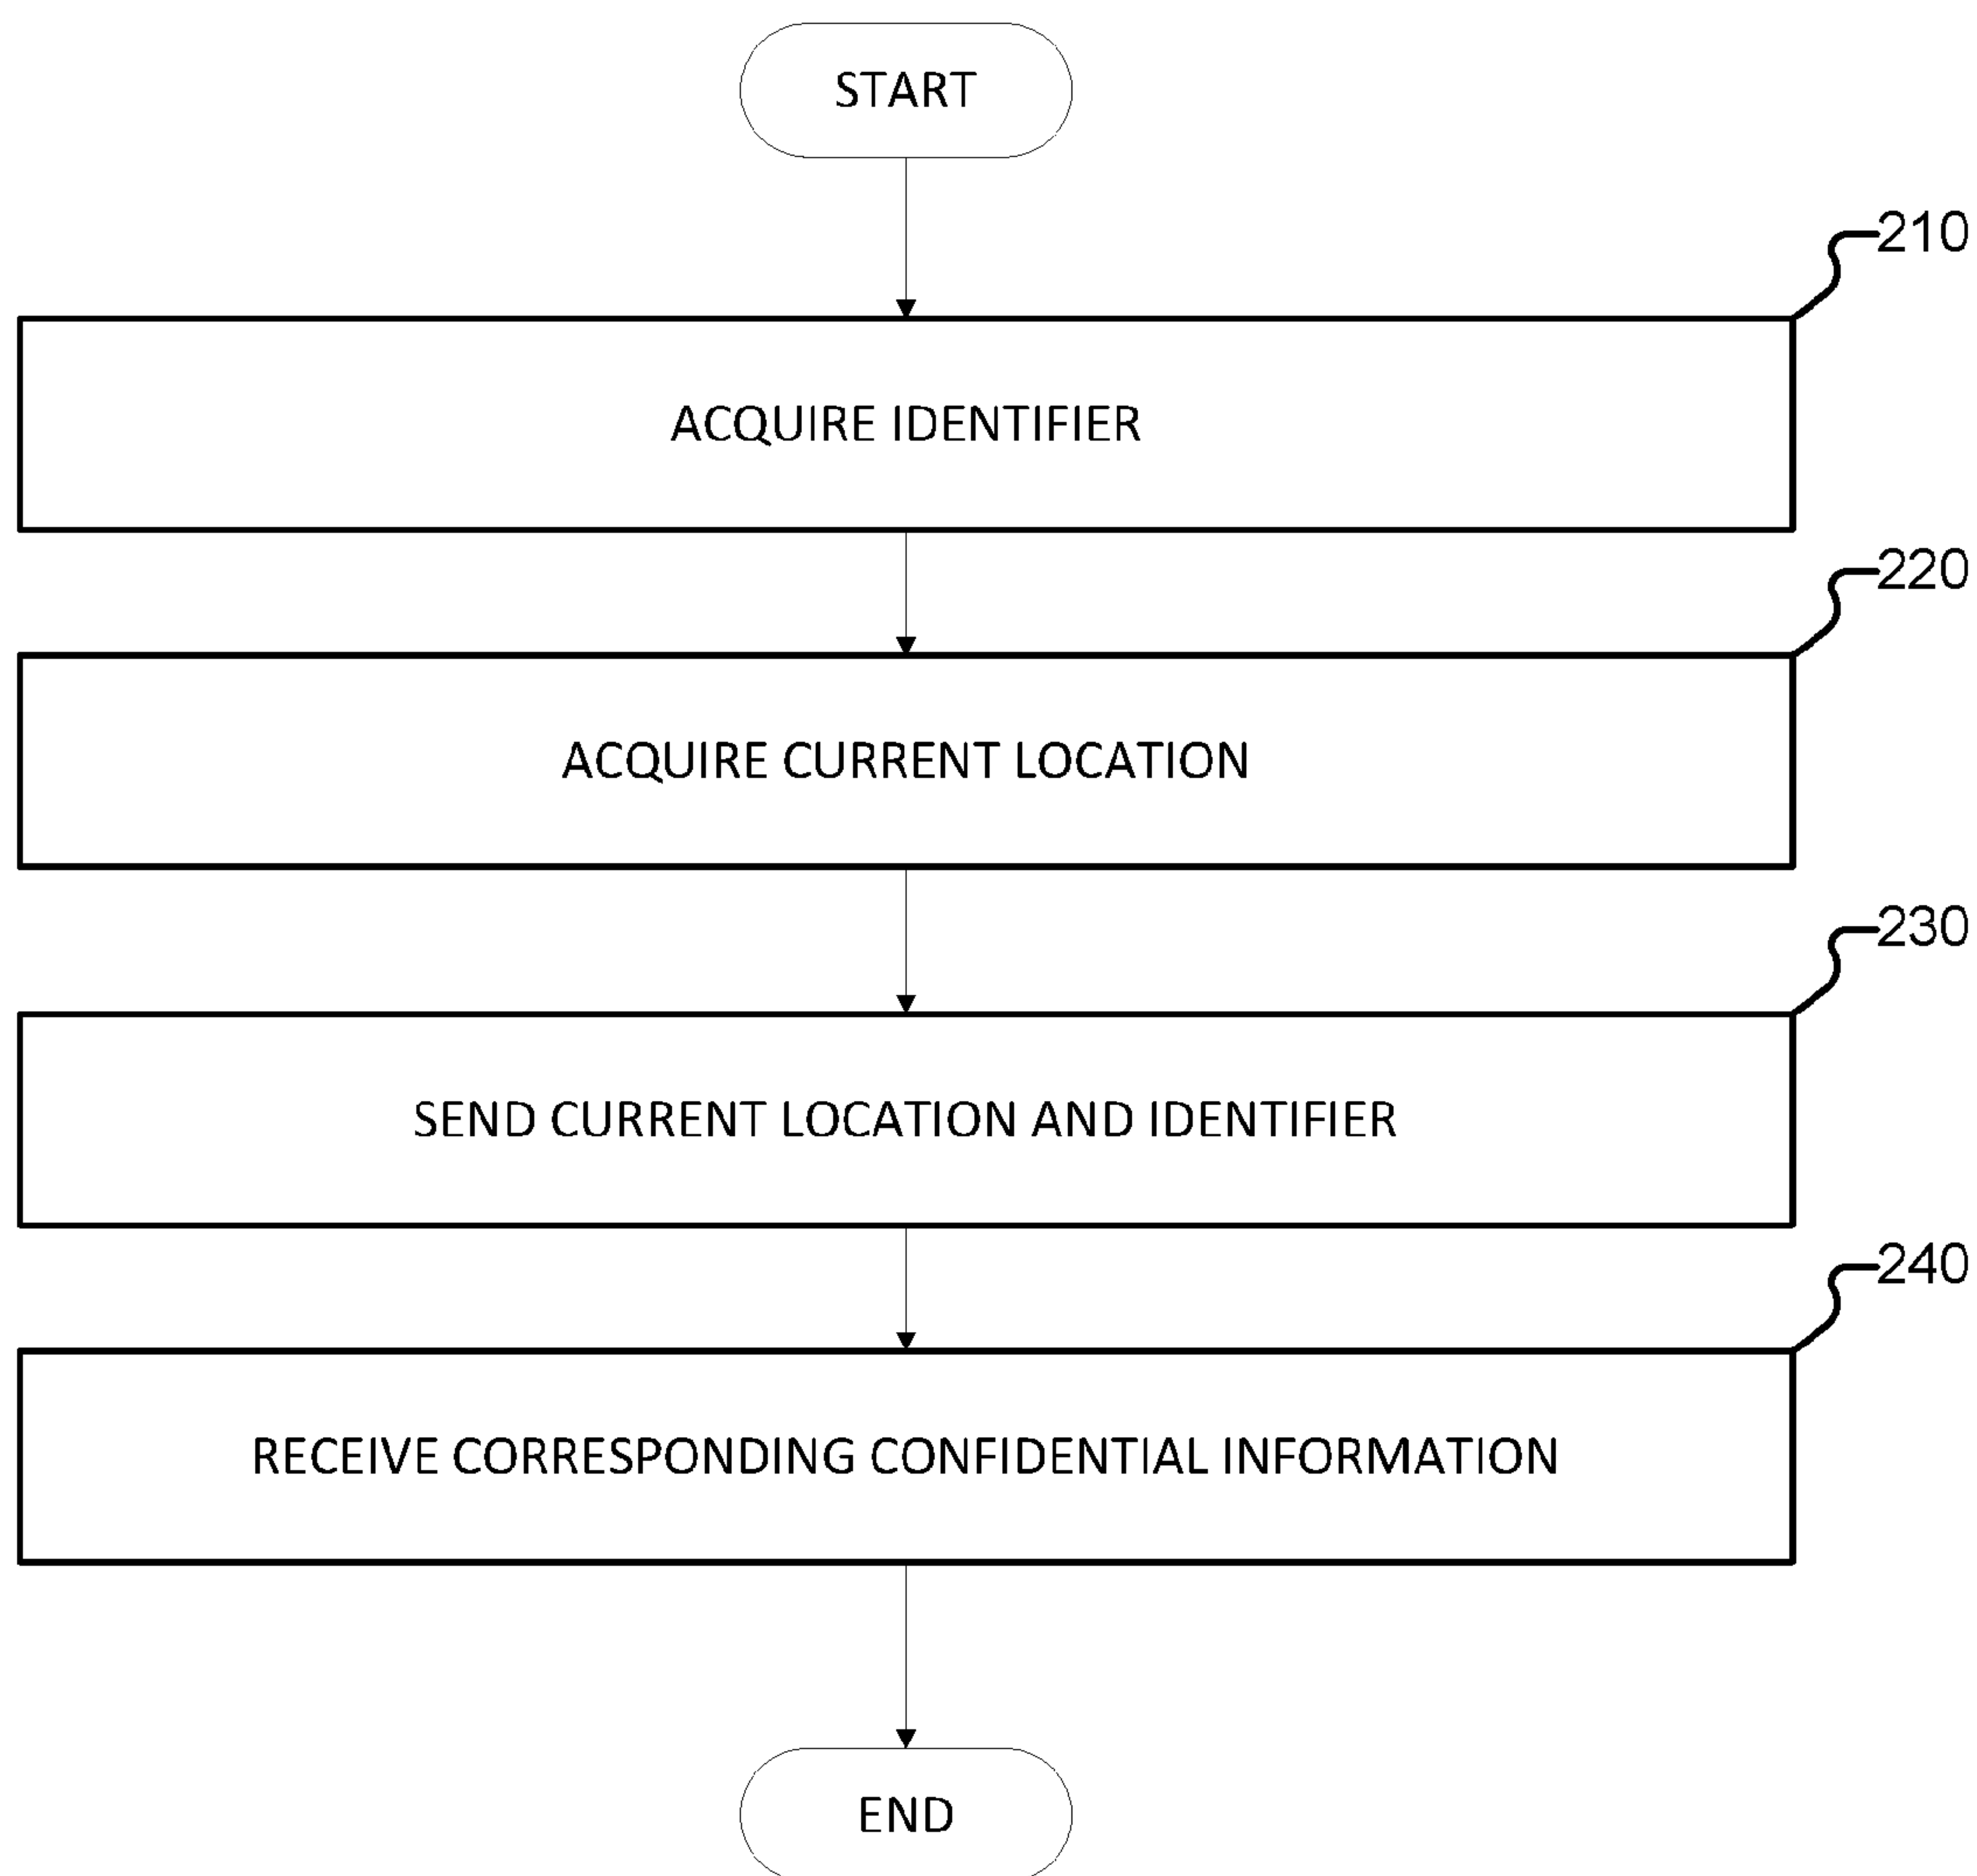 START
210
ACQUIRE IDENTIFIER
220
ACQUIRE CURRENT LOCATION
230
SEND CURRENT LOCATION AND IDENTIFIER
240
RECEIVE CORRESPONDING CONFIDENTIAL INFORMATION
END